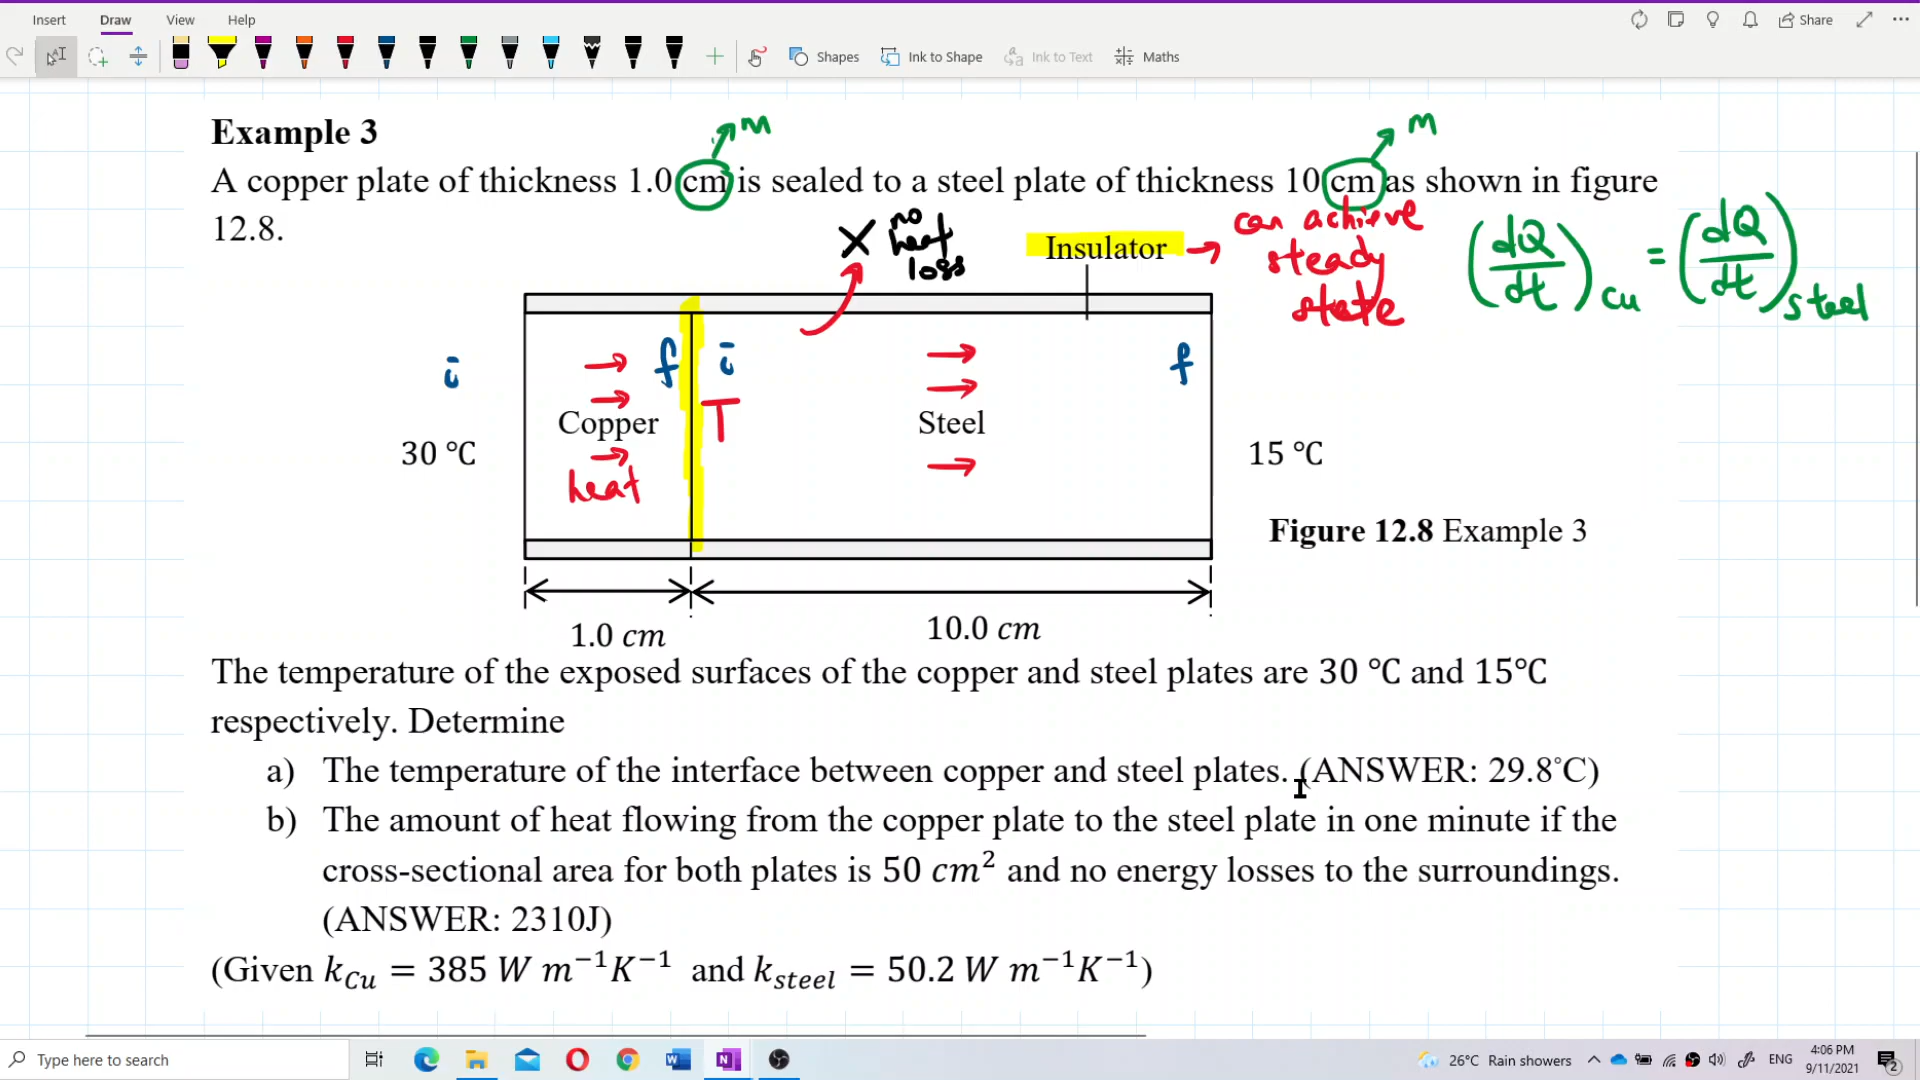 Insert Draw View Help
Share
Shapes Ink to Shape Ink to Text Maths
Example 3
m
m
A copper plate of thickness 1.0 cm is sealed to a steel plate of thickness 10 cm as shown in figure
12.8.
no
heat
loss
Insulator
can achieve
steady
state
(dQ/dt)cu = (dQ/dt)steel
i f i f
T
Copper Steel
30 °C 15 °C
heat
Figure 12.8 Example 3
1.0 cm 10.0 cm
The temperature of the exposed surfaces of the copper and steel plates are 30 °C and 15°C
respectively. Determine
a) The temperature of the interface between copper and steel plates. (ANSWER: 29.8°C)
b) The amount of heat flowing from the copper plate to the steel plate in one minute if the
cross-sectional area for both plates is 50 cm² and no energy losses to the surroundings.
(ANSWER: 2310J)
(Given k_Cu = 385 W m⁻¹K⁻¹ and k_steel = 50.2 W m⁻¹K⁻¹)
Type here to search
26°C Rain showers
ENG
4:06 PM
9/11/2021
2